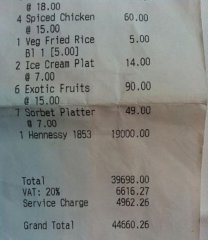 @ 18.00
4 Spiced Chicken 60.00
@ 15.00
1 Veg Fried Rice 5.00
Bl 1 [5.00]
2 Ice Cream Plat 14.00
@ 7.00
6 Exotic Fruits 90.00
@ 15.00
7 Sorbet Platter 49.00
@ 7.00
1 Hennessy 1853 19000.00
Total 39698.00
VAT: 20% 6616.27
Service Charge 4962.26
Grand Total 44660.26